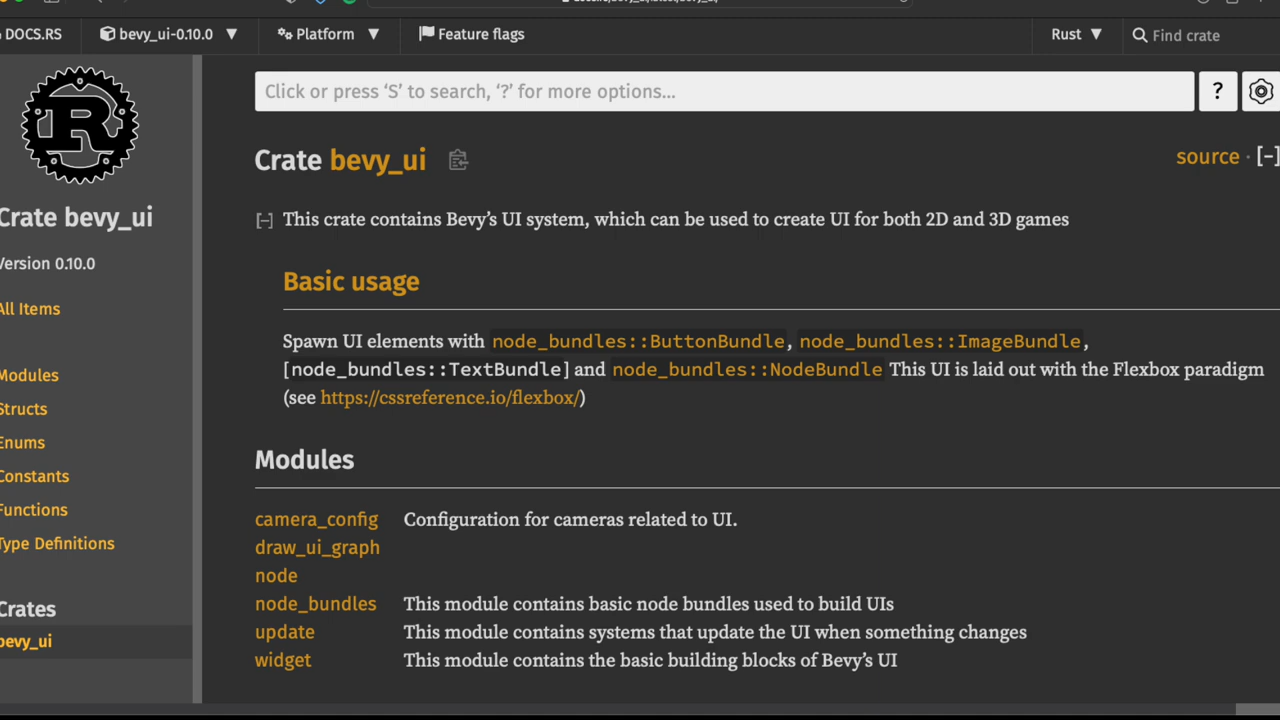 DOCS.RS
bevy_ui-0.10.0
Platform
Feature flags
Rust
Find crate
Click or press ‘S’ to search, ‘?’ for more options…
?
R
Crate bevy_ui
source · [−]
Crate bevy_ui
[−] This crate contains Bevy’s UI system, which can be used to create UI for both 2D and 3D games
Version 0.10.0
Basic usage
All Items
Spawn UI elements with node_bundles::ButtonBundle, node_bundles::ImageBundle,
[node_bundles::TextBundle] and node_bundles::NodeBundle This UI is laid out with the Flexbox paradigm
(see https://cssreference.io/flexbox/)
Modules
Structs
Enums
Constants
Functions
Type Definitions
Crates
bevy_ui
Modules
camera_config Configuration for cameras related to UI.
draw_ui_graph
node
node_bundles This module contains basic node bundles used to build UIs
update This module contains systems that update the UI when something changes
widget This module contains the basic building blocks of Bevy’s UI